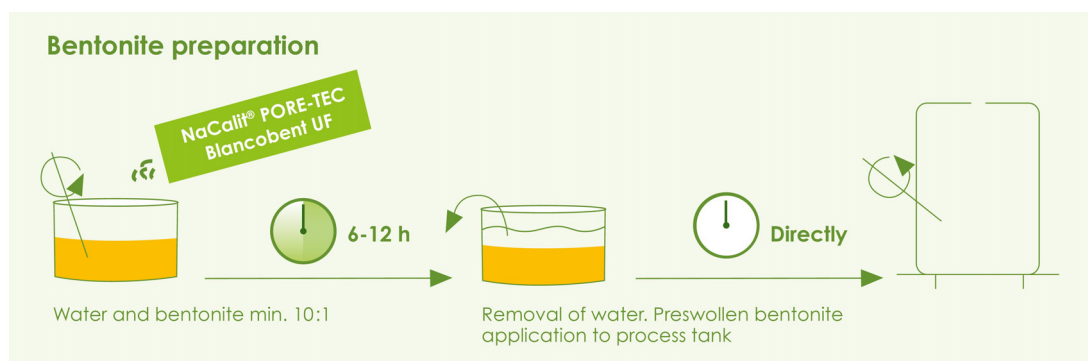 Bentonite preparation
NaCalit® PORE-TEC
Blancobent UF
6-12 h
Directly
Water and bentonite min. 10:1
Removal of water. Preswollen bentonite
application to process tank